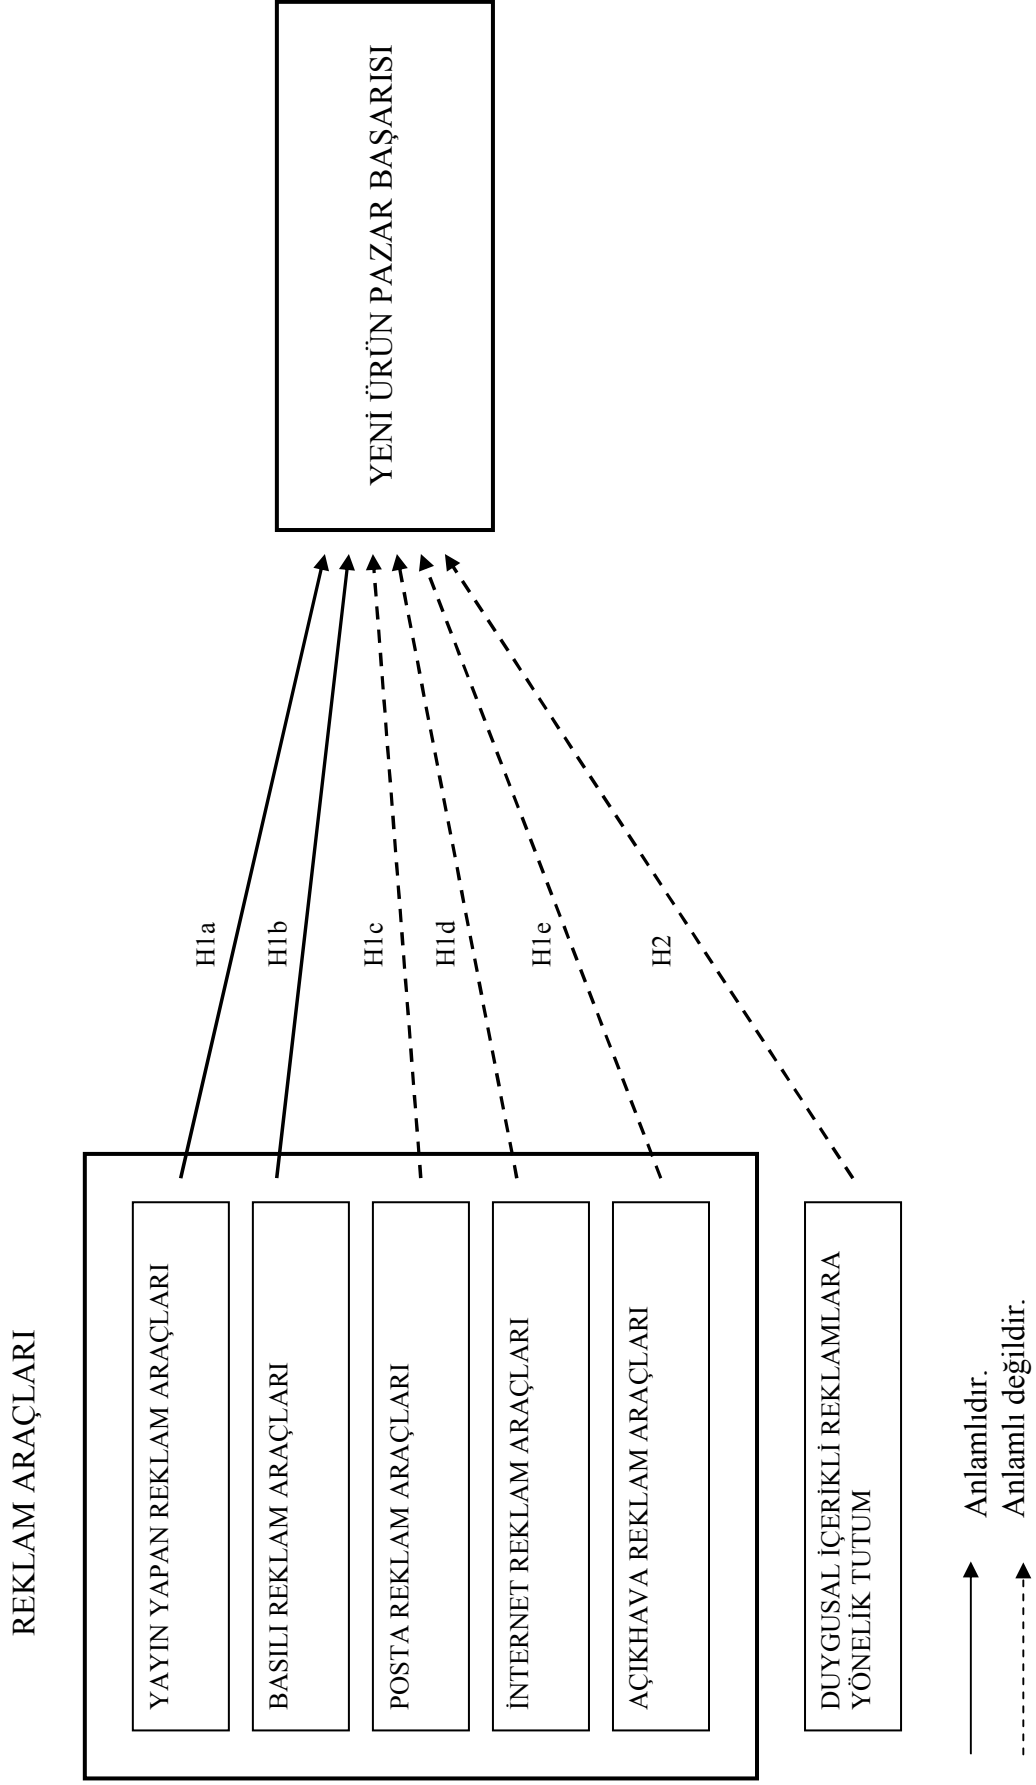 REKLAM ARAÇLARI
YAYIN YAPAN REKLAM ARAÇLARI
BASILI REKLAM ARAÇLARI
POSTA REKLAM ARAÇLARI
İNTERNET REKLAM ARAÇLARI
AÇIKHAVA REKLAM ARAÇLARI
DUYGUSAL İÇERİKLİ REKLAMLARA
YÖNELİK TUTUM
H1a
H1b
H1c
H1d
H1e
H2
YENİ ÜRÜN PAZAR BAŞARISI
Anlamlıdır.
Anlamlı değildir.